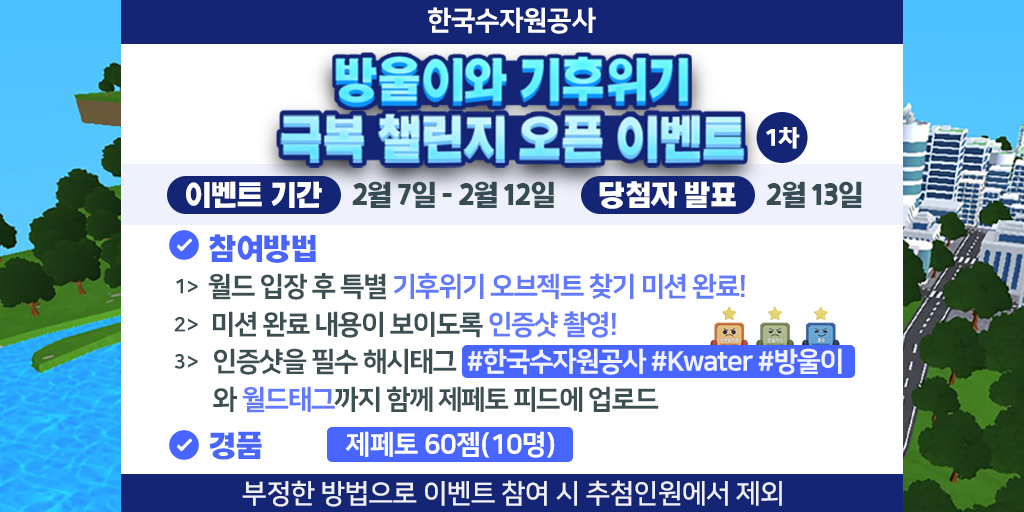 한국수자원공사
방울이와 기후위기
극복 챌린지 오픈 이벤트 1차
이벤트 기간 2월 7일 - 2월 12일 당첨자 발표 2월 13일
참여방법
1> 월드 입장 후 특별 기후위기 오브젝트 찾기 미션 완료!
2> 미션 완료 내용이 보이도록 인증샷 촬영!
3> 인증샷을 필수 해시태그 #한국수자원공사 #Kwater #방울이
와 월드태그까지 함께 제페토 피드에 업로드
경품 제페토 60젬(10명)
부정한 방법으로 이벤트 참여 시 추첨인원에서 제외